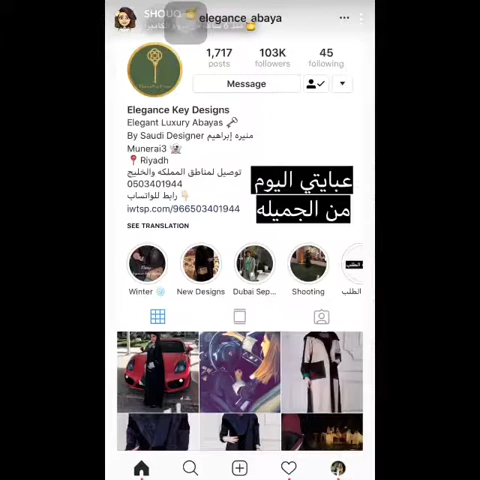 SHOUQ
elegance_abaya
1,717
posts
103K
followers
45
following
Message
Elegance Key Designs
Elegant Luxury Abayas
By Saudi Designer منيره إبراهيم
Munerai3
Riyadh
توصيل لمناطق المملكه والخليج
0503401944
رابط للواتساب
iwtsp.com/966503401944
SEE TRANSLATION
عبايتي اليوم
من الجميله
Winter
New Designs
Dubai Sep...
Shooting
الطلب